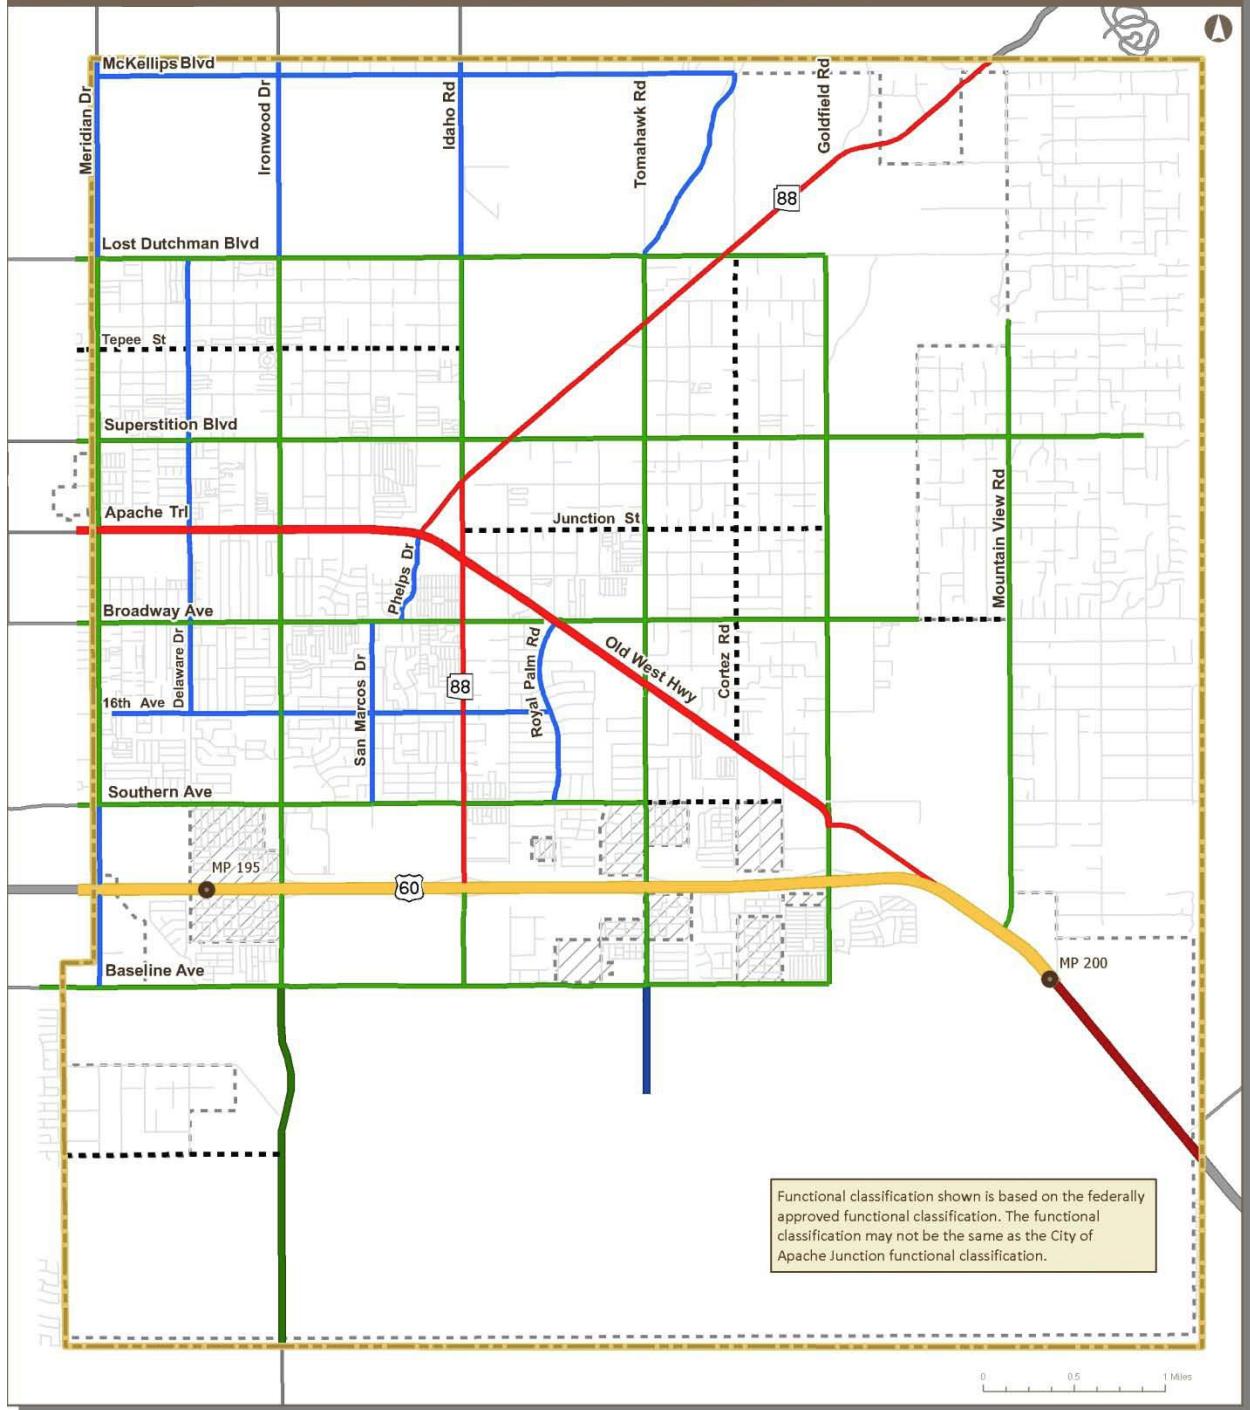 McKellips Blvd
Meridian Dr
Ironwood Dr
Idaho Rd
Tomahawk Rd
Goldfield Rd
88
Lost Dutchman Blvd
Tepee St
Superstition Blvd
Apache Trl
Junction St
Mountain View Rd
Phelps Dr
Broadway Ave
Delaware Dr
San Marcos Dr
Royal Palm Rd
Old West Hwy
Cortez Rd
88
16th Ave
Southern Ave
MP 195
60
Baseline Ave
MP 200
Functional classification shown is based on the federally
approved functional classification. The functional
classification may not be the same as the City of
Apache Junction functional classification.
0 0.5 1 Miles